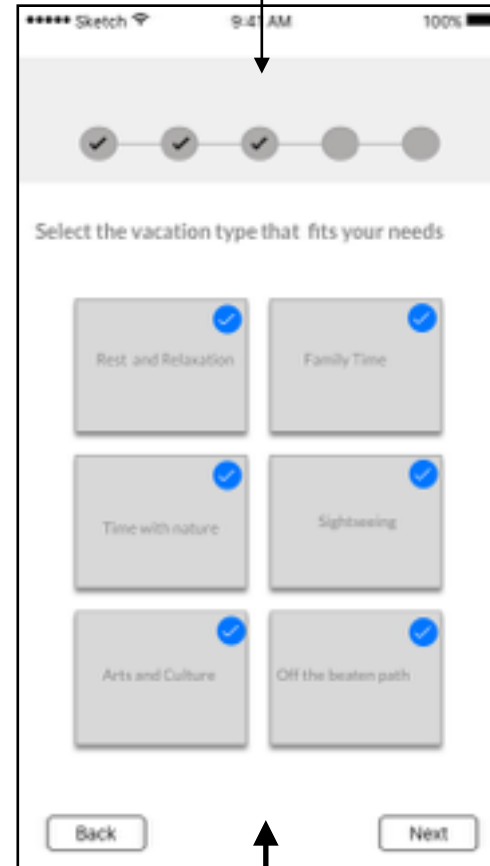 Sketch 9:41 AM 100%
Select the vacation type that fits your needs
Rest and Relaxation Family Time
Time with nature Sightseeing
Arts and Culture Off the beaten path
Back Next